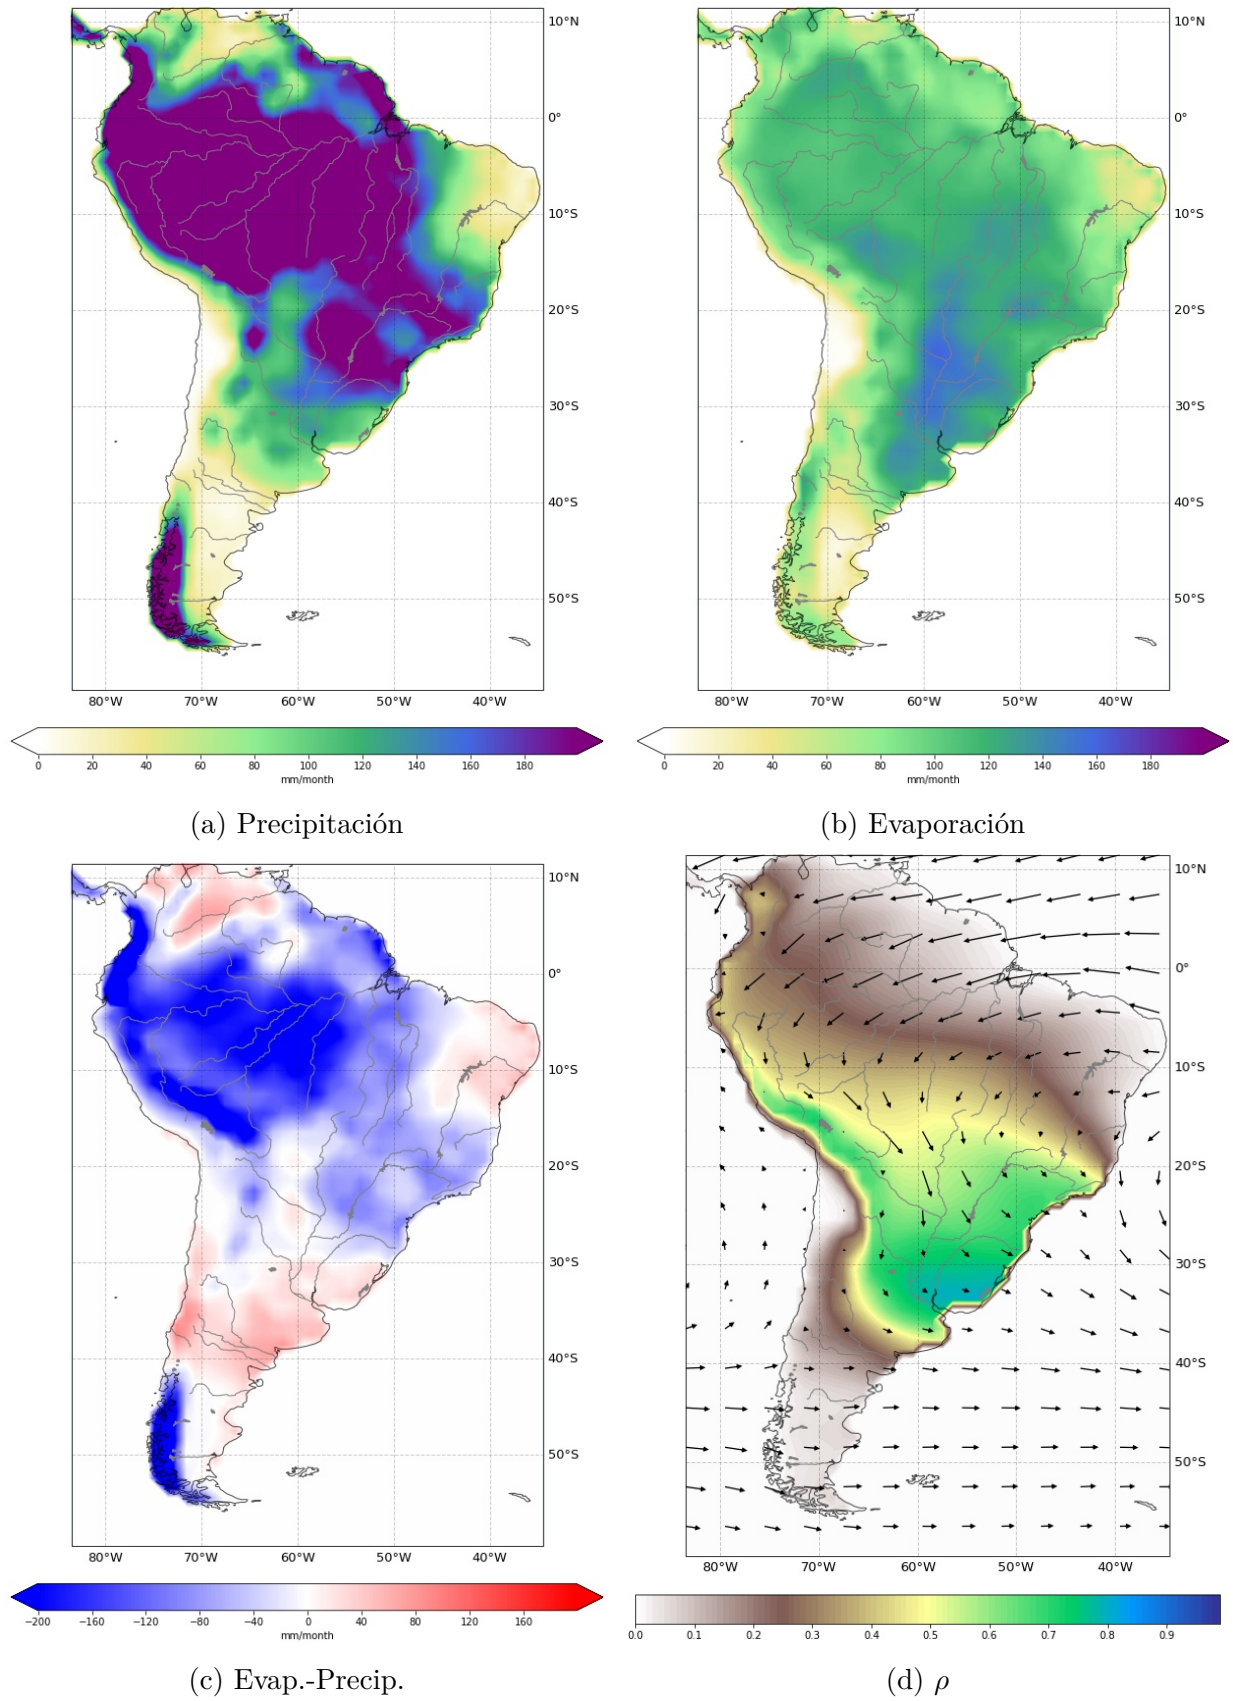 10°N
0°
10°S
20°S
30°S
40°S
50°S
80°W 70°W 60°W 50°W 40°W
0 20 40 60 80 100 120 140 160 180
mm/month
(a) Precipitación
10°N
0°
10°S
20°S
30°S
40°S
50°S
80°W 70°W 60°W 50°W 40°W
0 20 40 60 80 100 120 140 160 180
mm/month
(b) Evaporación
10°N
0°
10°S
20°S
30°S
40°S
50°S
80°W 70°W 60°W 50°W 40°W
−200 −160 −120 −80 −40 0 40 80 120 160
mm/month
(c) Evap.-Precip.
10°N
0°
10°S
20°S
30°S
40°S
50°S
80°W 70°W 60°W 50°W 40°W
0.0 0.1 0.2 0.3 0.4 0.5 0.6 0.7 0.8 0.9
(d) ρ